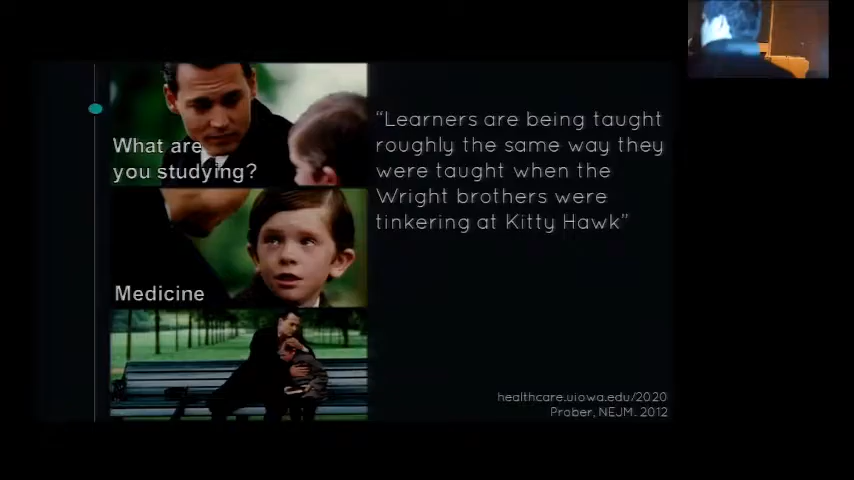 What are
you studying?
Medicine
“Learners are being taught
roughly the same way they
were taught when the
Wright brothers were
tinkering at Kitty Hawk”
healthcare.uiowa.edu/2020
Prober, NEJM. 2012